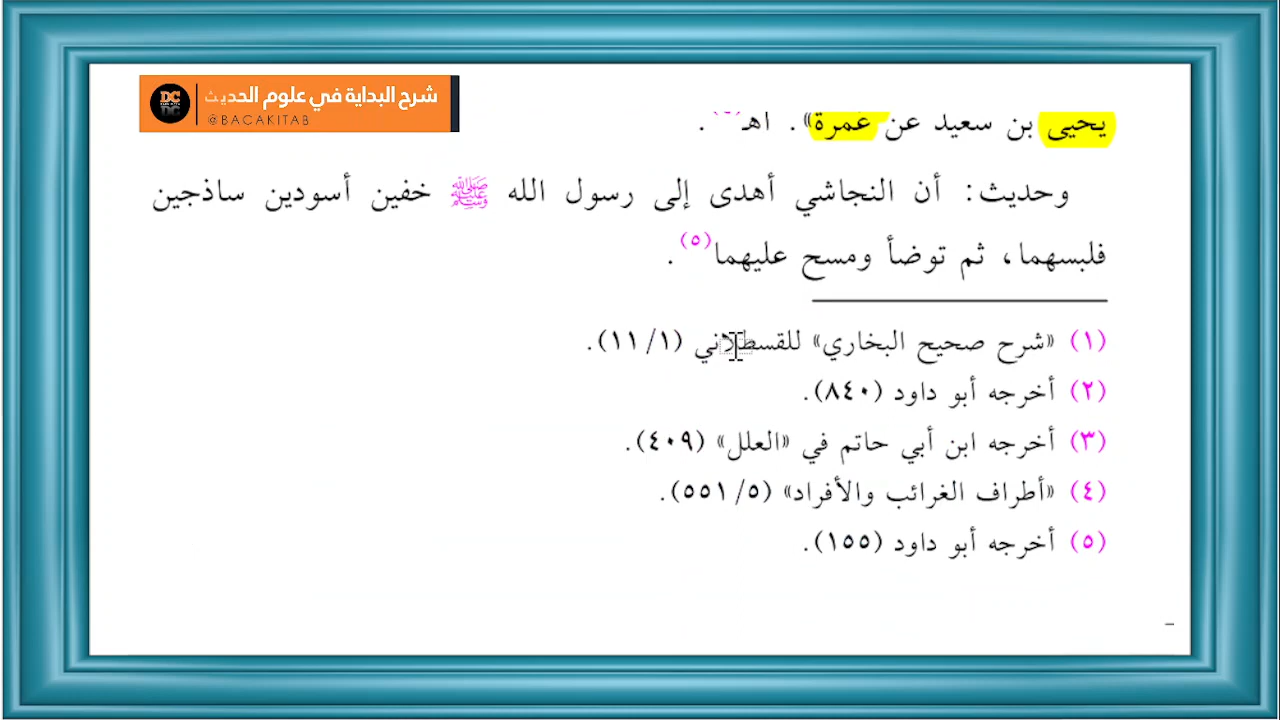 شرح البداية في علوم الحديث
@BACAKITAB
يحيى بن سعيد عن عمرة». اهـ(٤).
وحديث: أن النجاشي أهدى إلى رسول الله ﷺ خفين أسودين ساذجين
فلبسهما، ثم توضأ ومسح عليهما(٥).
(١) «شرح صحيح البخاري» للقسطلاني (١١/١).
(٢) أخرجه أبو داود (٨٤٠).
(٣) أخرجه ابن أبي حاتم في «العلل» (٤٠٩).
(٤) «أطراف الغرائب والأفراد» (٥٥١/٥).
(٥) أخرجه أبو داود (١٥٥).